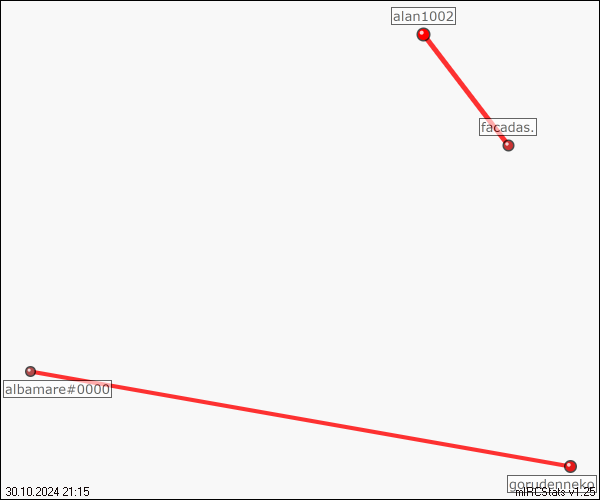 alan1002
facadas.
albamare#0000
gorudenneko
30.10.2024 21:15
mIRCStats v1.25